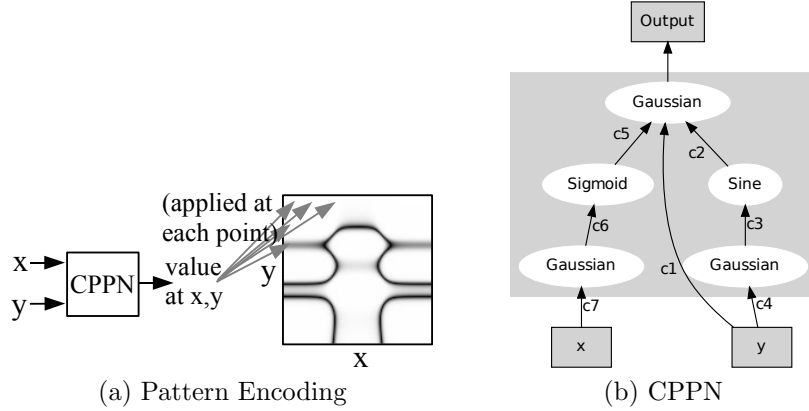 x
y
CPPN
value
at x,y
(applied at
each point)
y
x
(a) Pattern Encoding
Output
Gaussian
c5
c2
Sigmoid
Sine
c6
c3
Gaussian
c1
Gaussian
c7
c4
x
y
(b) CPPN